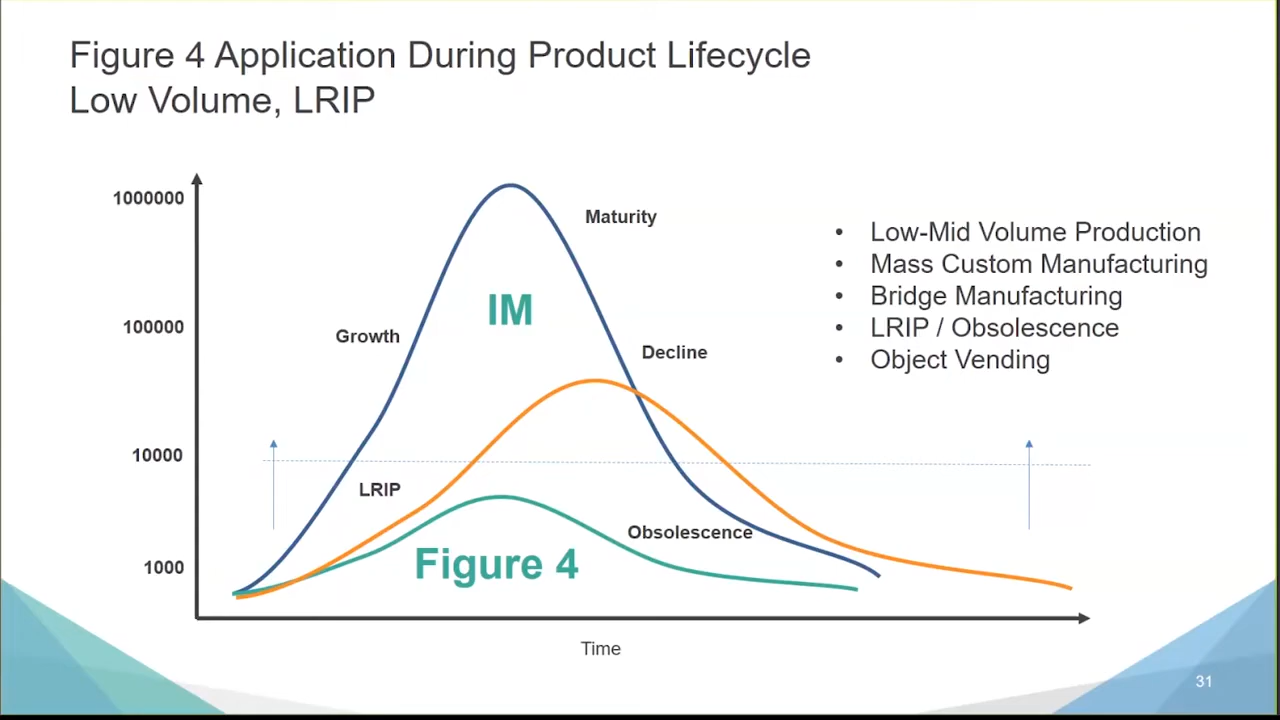 Figure 4 Application During Product Lifecycle
Low Volume, LRIP
1000000
100000
10000
1000
Growth
IM
Maturity
Decline
LRIP
Obsolescence
Figure 4
Time
• Low-Mid Volume Production
• Mass Custom Manufacturing
• Bridge Manufacturing
• LRIP / Obsolescence
• Object Vending
31